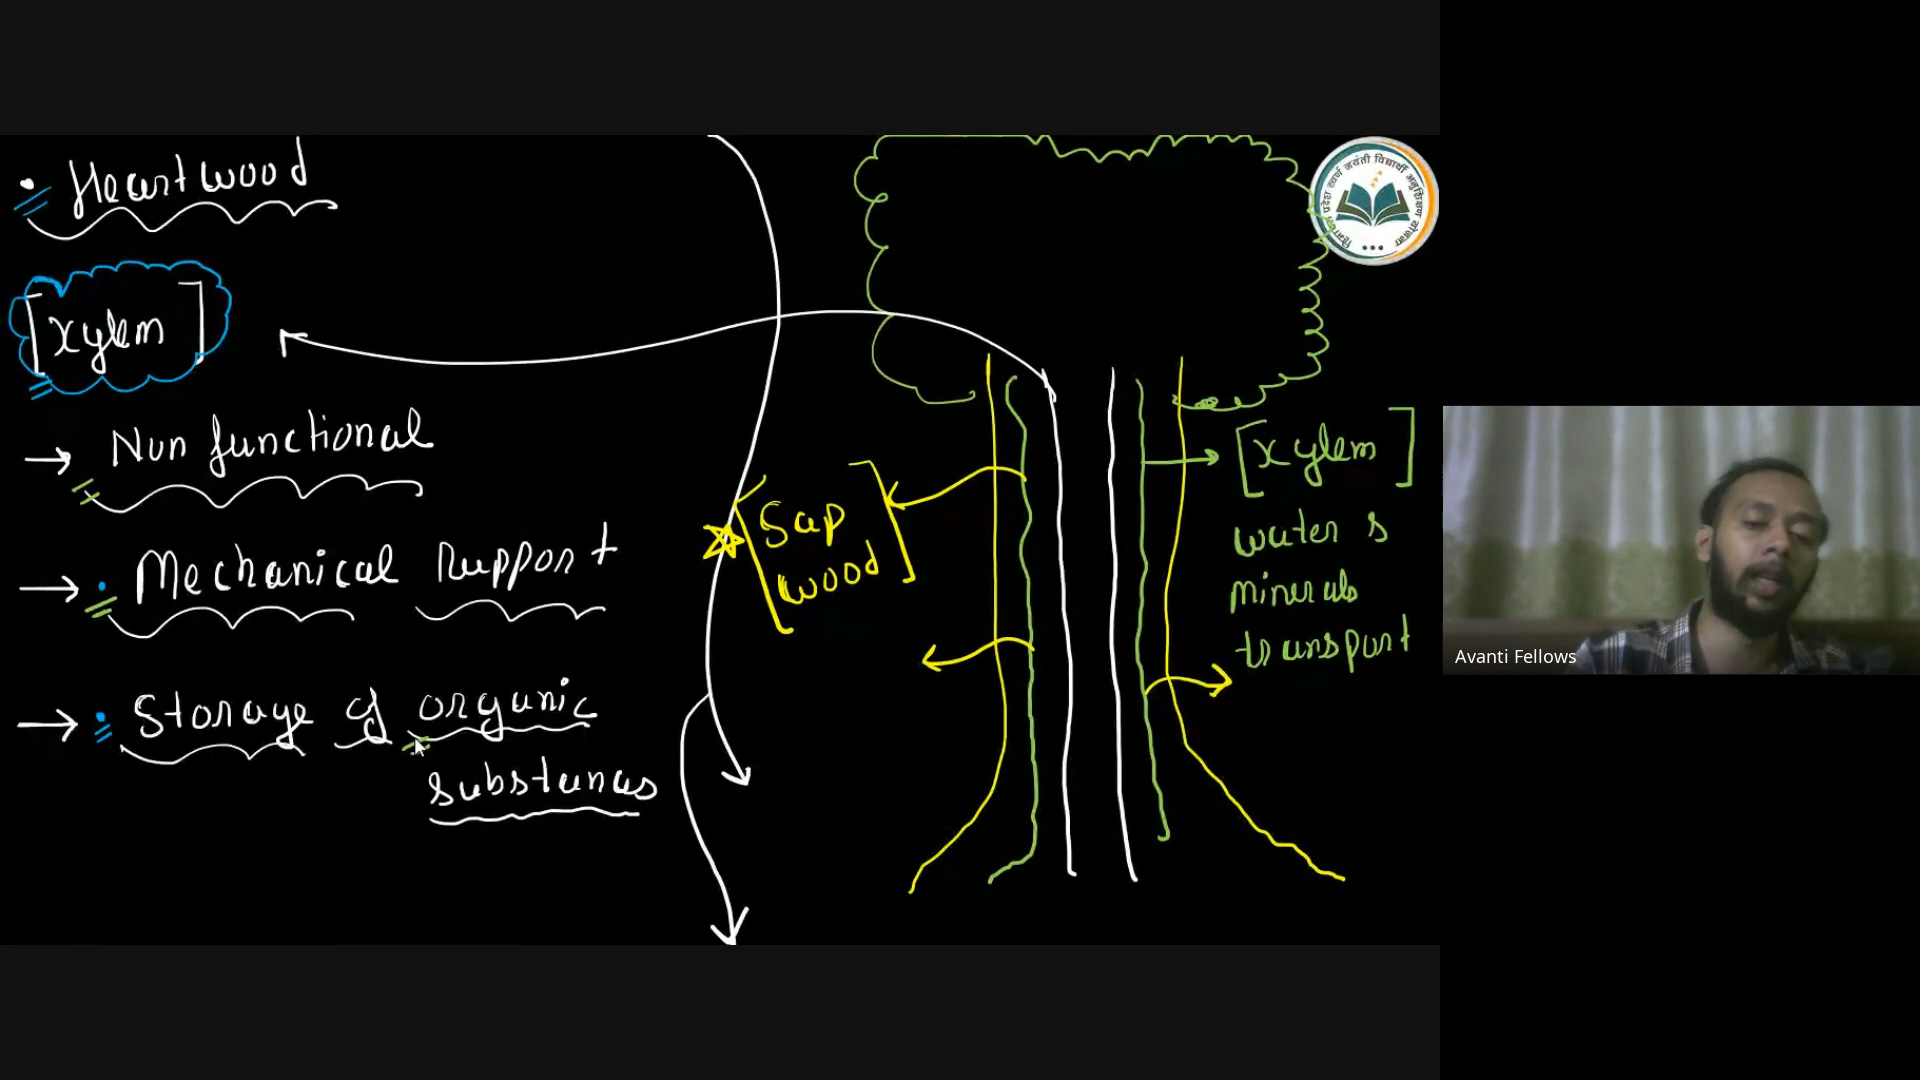 Heartwood
[xylem]
→ Non functional
→ Mechanical support
→ Storage of organic
substances
[Sap
wood]
[xylem]
water &
minerals
transport
Avanti Fellows